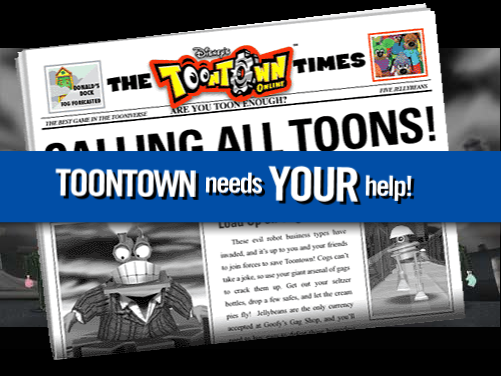 DONALD'S
DOCK
FOG FORECASTED
THE Disney's TOONTOWN ONLINE TIMES
FIVE JELLYBEANS
THE BEST GAME IN THE TOONIVERSE
ARE YOU TOON ENOUGH?
CALLING ALL TOONS!
TOONTOWN needs YOUR help!
These evil robot business types have
invaded, and it's up to you and your friends
to join forces to save Toontown! Cogs can't
take a joke, so use your giant arsenal of gags
to crack them up. Get out your seltzer
bottles, drop a few safes, and let the cream
pies fly! Jellybeans are the only currency
accepted at Goofy's Gag Shop, and you'll